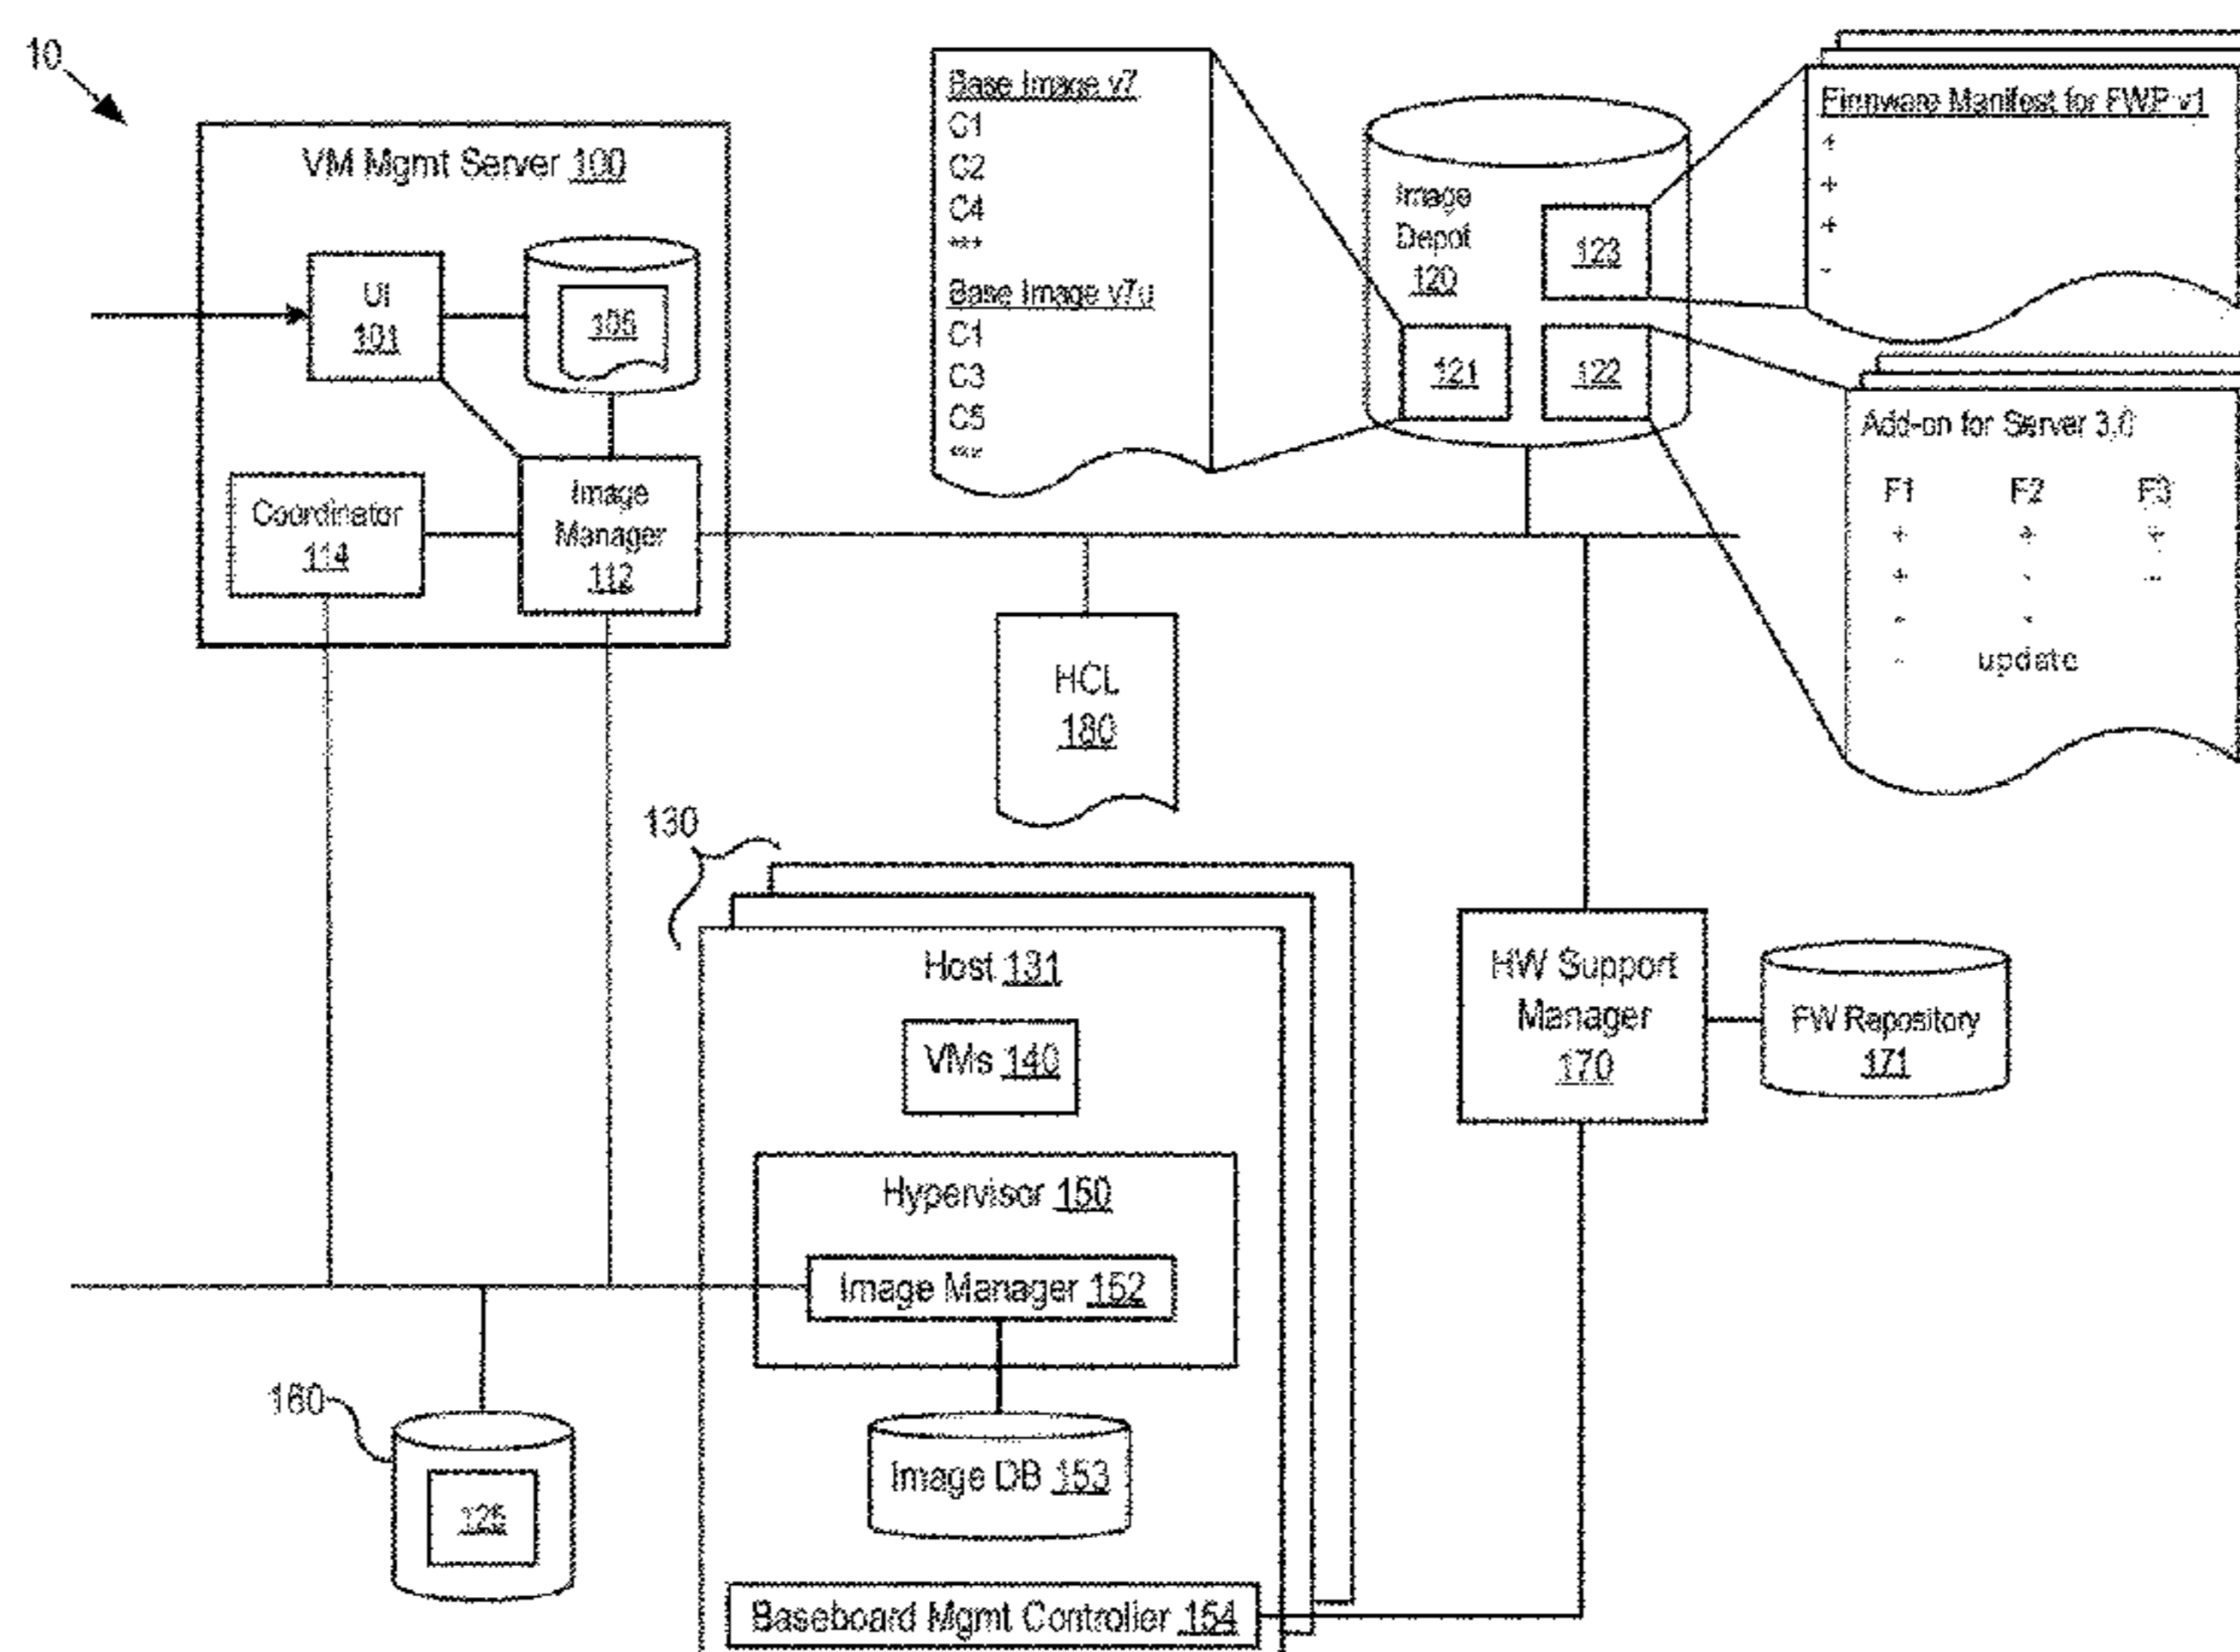 10
VM Mgmt Server 100
UI
101
105
Coordinator
114
Image
Manager
112
Base Image v7
C1
C2
C4
***
Base Image v7u
C1
C3
C5
***
Image
Depot
120
123
121
122
Firmware Manifest for FWP v1
+
+
+
-
Add-on for Server 3.0
F1 F2 F3
+ + +
+ - -
update
HCL
180
130
Host 131
VMs 140
Hypervisor 150
Image Manager 152
Image DB 153
Baseboard Mgmt Controller 154
HW Support
Manager
170
FW Repository
171
160
125